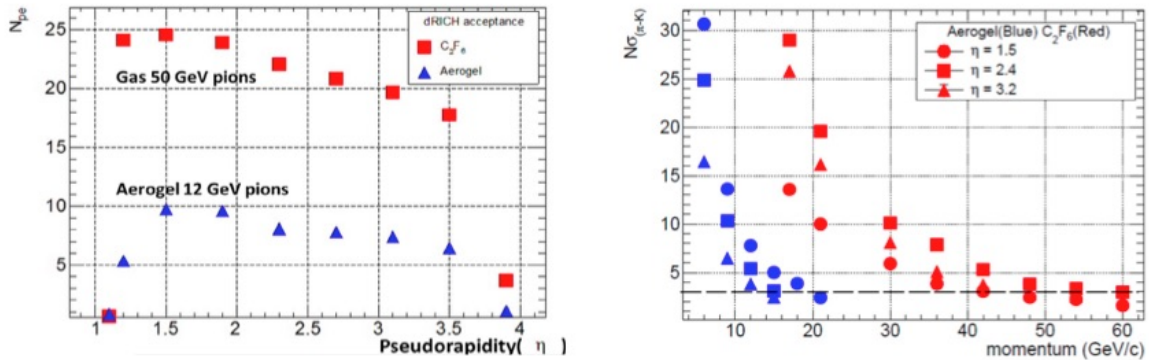 N_pe
25
20
15
10
5
dRICH acceptance
C₂F₆
Aerogel
Gas 50 GeV pions
Aerogel 12 GeV pions
1 1.5 2 2.5 3 3.5 4
Pseudorapidity( η )
Nσ(π-K)
30
25
20
15
10
5
Aerogel(Blue) C₂F₆(Red)
η = 1.5
η = 2.4
η = 3.2
10 20 30 40 50 60
momentum (GeV/c)